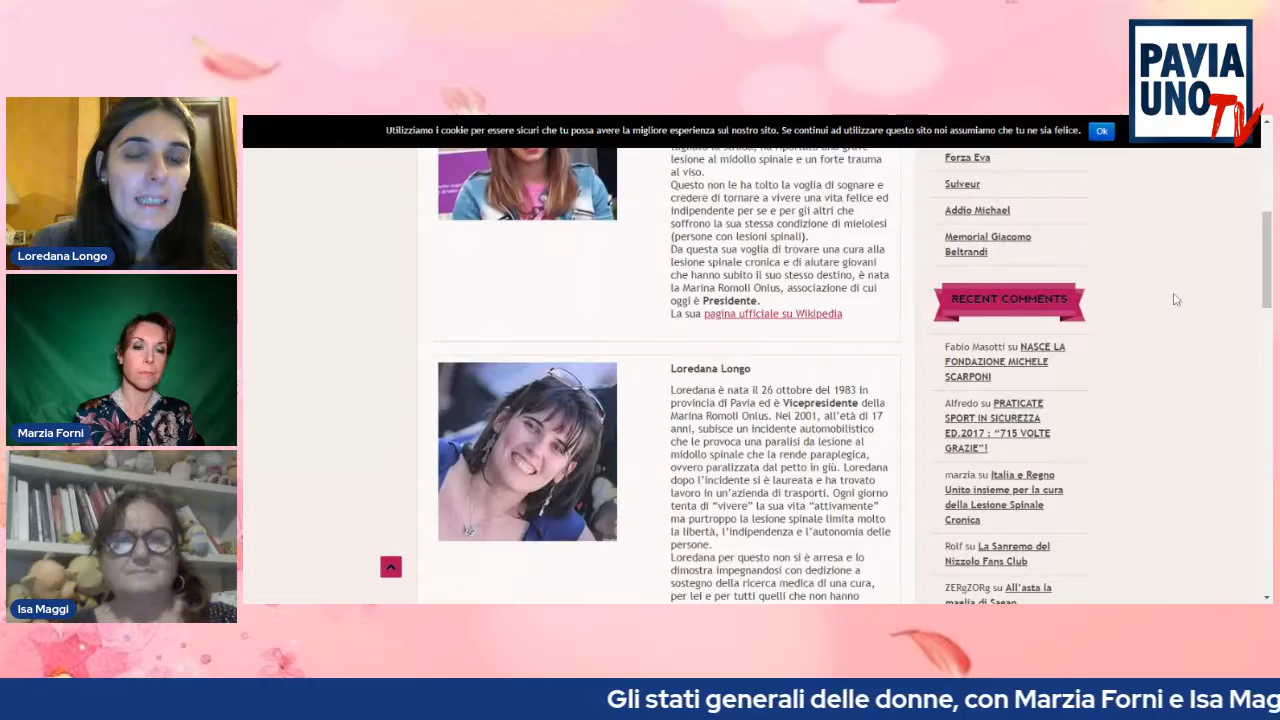 PAVIA
UNO TV
Utilizziamo i cookie per essere sicuri che tu possa avere la migliore esperienza sul nostro sito. Se continui ad utilizzare questo sito noi assumiamo che tu ne sia felice.
Ok
lesione al midollo spinale e un forte trauma
al viso.
Questo non le ha tolto la voglia di sognare e
credere di tornare a vivere una vita felice ed
indipendente per se e per gli altri che
soffrono la sua stessa condizione di mielolesi
(persone con lesioni spinali).
Da questa sua voglia di trovare una cura alla
lesione spinale cronica e di aiutare giovani
che hanno subito il suo stesso destino, è nata
la Marina Romoli Onlus, associazione di cui
oggi è Presidente.
La sua pagina ufficiale su Wikipedia
Loredana Longo
Loredana è nata il 26 ottobre del 1983 in
provincia di Pavia ed è Vicepresidente della
Marina Romoli Onlus. Nel 2001, all'età di 17
anni, subisce un incidente automobilistico
che le provoca una paralisi da lesione al
midollo spinale che la rende paraplegica,
ovvero paralizzata dal petto in giù. Loredana
dopo l'incidente si è laureata e ha trovato
lavoro in un'azienda di trasporti. Ogni giorno
tenta di "vivere" la sua vita "attivamente"
ma purtroppo la lesione spinale limita molto
la libertà, l'indipendenza e l'autonomia delle
persone.
Loredana per questo non si è arresa e lo
dimostra impegnandosi con dedizione a
sostegno della ricerca medica di una cura,
per lei e per tutti quelli che non hanno
Forza Eva
Suiveur
Addio Michael
Memorial Giacomo
Beltrandi
RECENT COMMENTS
Fabio Masotti su NASCE LA
FONDAZIONE MICHELE
SCARPONI
Alfredo su PRATICATE
SPORT IN SICUREZZA
ED.2017 : "715 VOLTE
GRAZIE"!
marzia su Italia e Regno
Unito insieme per la cura
della Lesione Spinale
Cronica
Rolf su La Sanremo del
Nizzolo Fans Club
ZERgZORg su All'asta la
maglia di Sagan
Loredana Longo
Marzia Forni
Isa Maggi
Gli stati generali delle donne, con Marzia Forni e Isa Mag